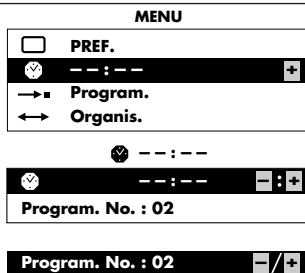 MENU
PREF.
--:-- +
Program.
Organis.
--:--
--:-- -:+
Program. No. : 02
Program. No. : 02 -/+